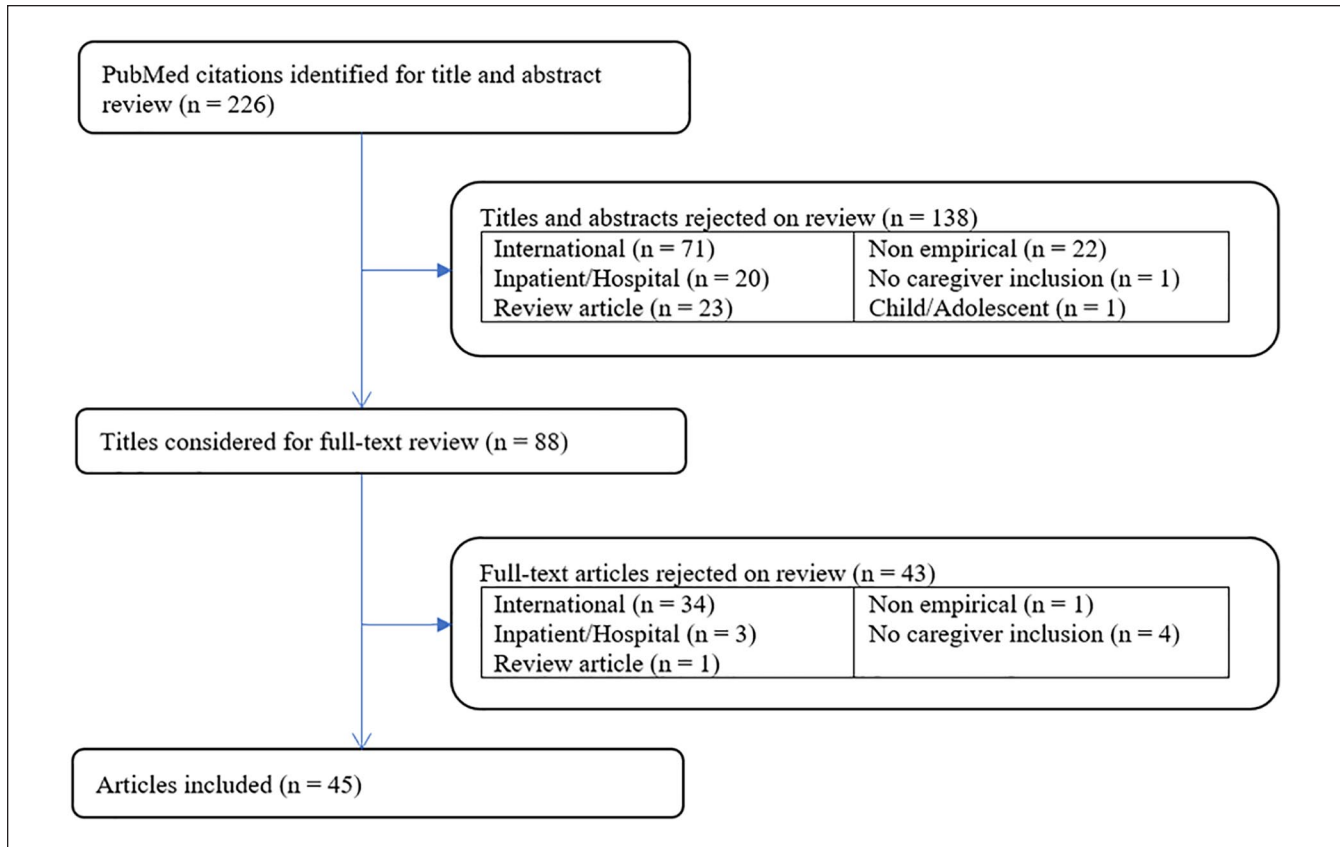 PubMed citations identified for title and abstract
review (n = 226)
Titles and abstracts rejected on review (n = 138)
International (n = 71)
Inpatient/Hospital (n = 20)
Review article (n = 23)
Non empirical (n = 22)
No caregiver inclusion (n = 1)
Child/Adolescent (n = 1)
Titles considered for full-text review (n = 88)
Full-text articles rejected on review (n = 43)
International (n = 34)
Inpatient/Hospital (n = 3)
Review article (n = 1)
Non empirical (n = 1)
No caregiver inclusion (n = 4)
Articles included (n = 45)